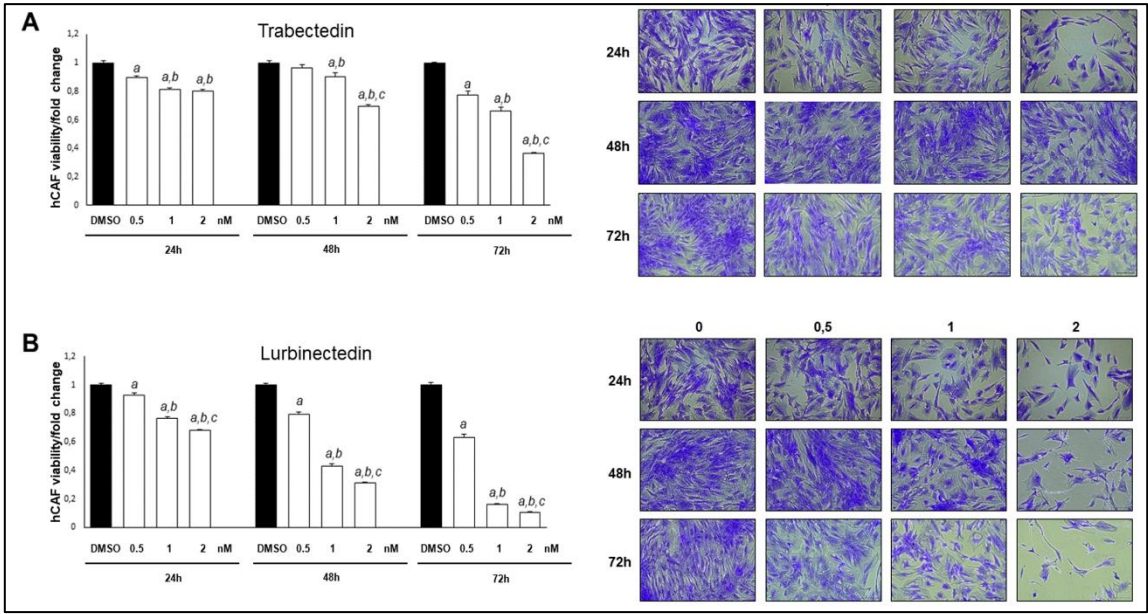 A
Trabectedin
hCAF viability/fold change
1,2
1
0,8
0,6
0,4
0,2
0
a
a,b
a,b
a,b
a,b,c
a
a,b
a,b,c
DMSO 0.5 1 2 nM DMSO 0.5 1 2 nM DMSO 0.5 1 2 nM
24h 48h 72h
24h
48h
72h
B
Lurbinectedin
hCAF viability/fold change
1,2
1
0,8
0,6
0,4
0,2
0
a
a,b
a,b,c
a
a,b
a,b,c
a
a,b
a,b,c
DMSO 0.5 1 2 nM DMSO 0.5 1 2 nM DMSO 0.5 1 2 nM
24h 48h 72h
0 0,5 1 2
24h
48h
72h